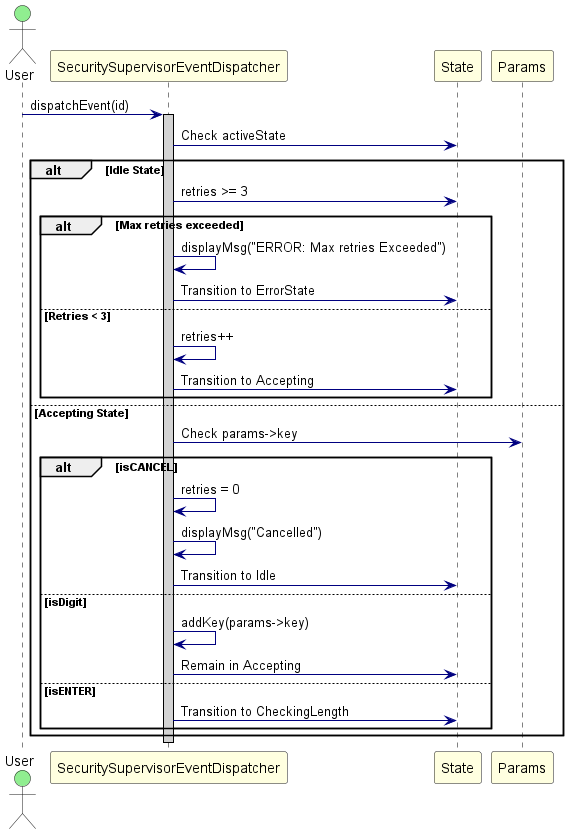 User
SecuritySupervisorEventDispatcher
State
Params
dispatchEvent(id)
Check activeState
alt
[Idle State]
retries >= 3
alt
[Max retries exceeded]
displayMsg("ERROR: Max retries Exceeded")
Transition to ErrorState
[Retries < 3]
retries++
Transition to Accepting
[Accepting State]
Check params->key
alt
[isCANCEL]
retries = 0
displayMsg("Cancelled")
Transition to Idle
[isDigit]
addKey(params->key)
Remain in Accepting
[isENTER]
Transition to CheckingLength
User
SecuritySupervisorEventDispatcher
State
Params